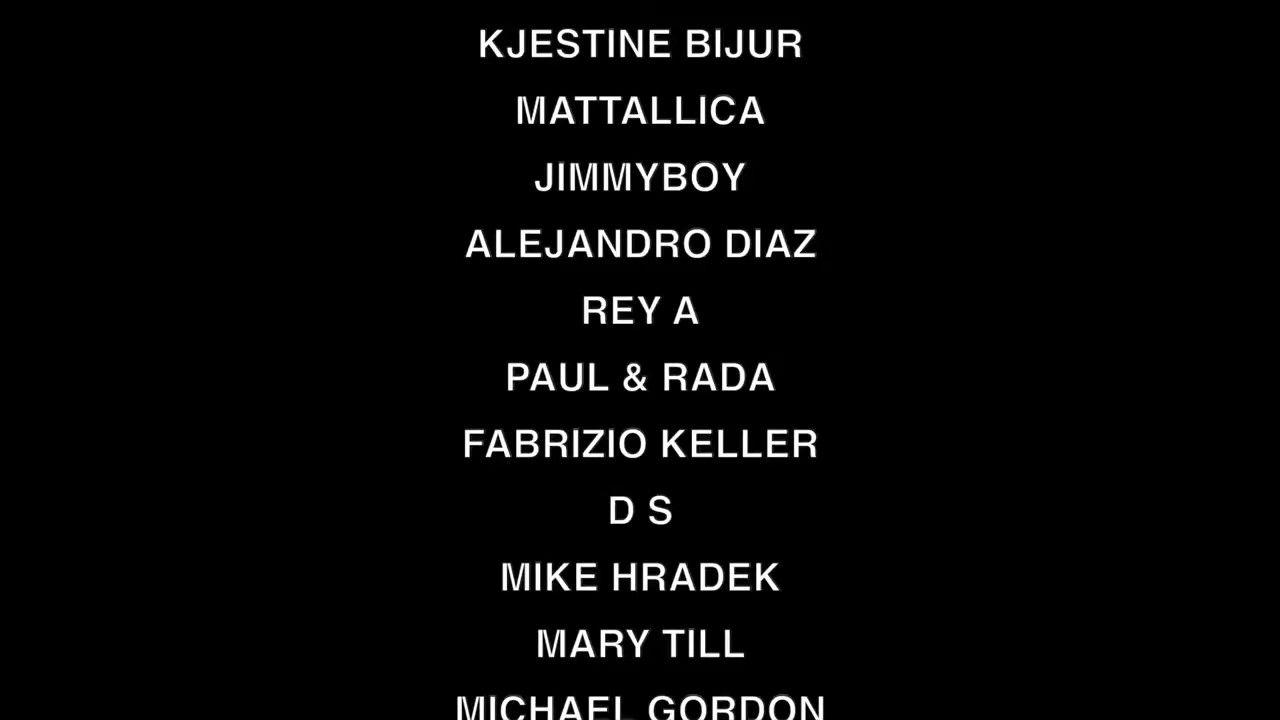 KJESTINE BIJUR
MATTALLICA
JIMMYBOY
ALEJANDRO DIAZ
REY A
PAUL & RADA
FABRIZIO KELLER
D S
MIKE HRADEK
MARY TILL
MICHAEL GORDON